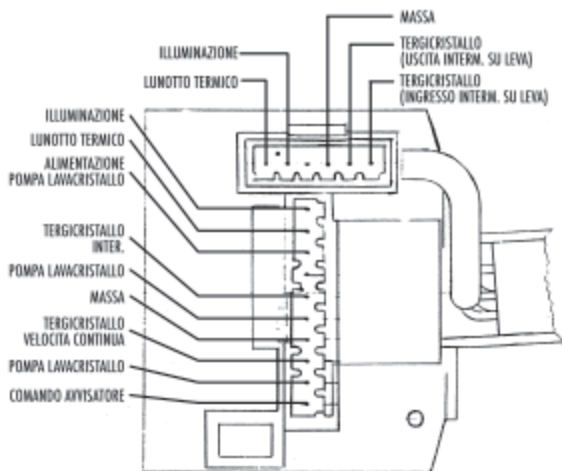 MASSA
ILLUMINAZIONE
TERGICRISTALLO
(USCITA INTERM. SU LEVA)
LUNOTTO TERMICO
TERGICRISTALLO
(INGRESSO INTERM. SU LEVA)
ILLUMINAZIONE
LUNOTTO TERMICO
ALIMENTAZIONE
POMPA LAVACRISTALLO
TERGICRISTALLO
INTER.
POMPA LAVACRISTALLO
MASSA
TERGICRISTALLO
VELOCITA CONTINUA
POMPA LAVACRISTALLO
COMANDO AVVISATORE